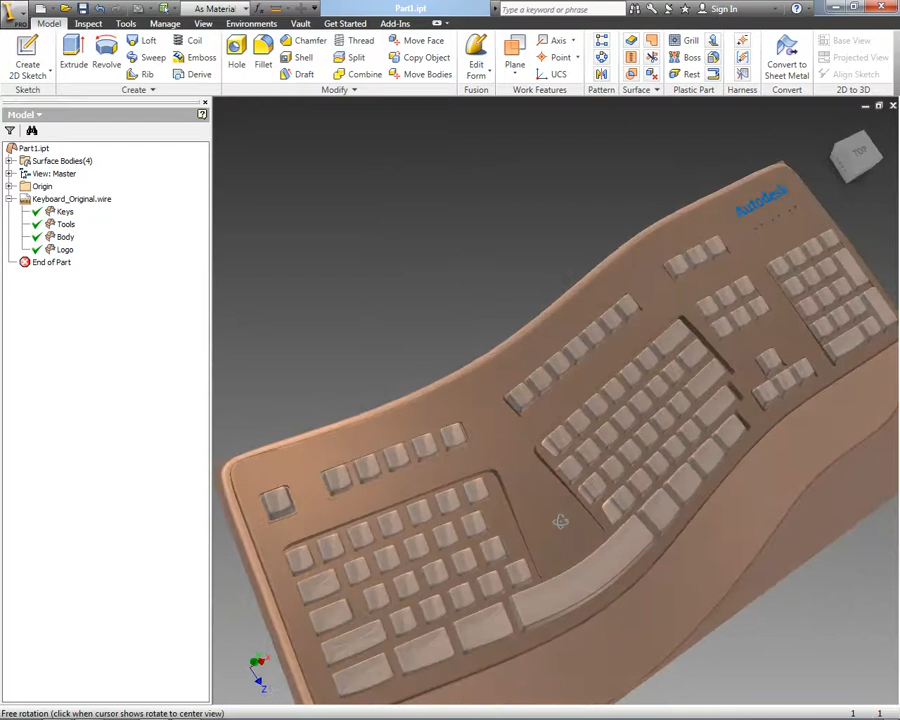 PRO
As Material
Part1.ipt
Type search or phrase
Sign In
Model Inspect Tools Manage View Environments Vault Get Started Add-Ins
Create
2D Sketch
Extrude
Revolve
Loft
Sweep
Rib
Coil
Emboss
Derive
Hole
Fillet
Chamfer
Shell
Draft
Thread
Split
Combine
Move Face
Copy Object
Move Bodies
Edit
Form
Plane
Axis
Point
UCS
Grill
Boss
Rest
Convert to
Sheet Metal
Base View
Projected View
Align Sketch
Sketch Create Modify Fusion Work Features Pattern Surface Plastic Part Harness Convert 2D to 3D
Model
Part1.ipt
Surface Bodies(4)
View: Master
Origin
Keyboard_Original.wire
Keys
Tools
Body
Logo
End of Part
TOP
Autodesk
X
Z
Free rotation (click when cursor shows rotate to center view)
1 1